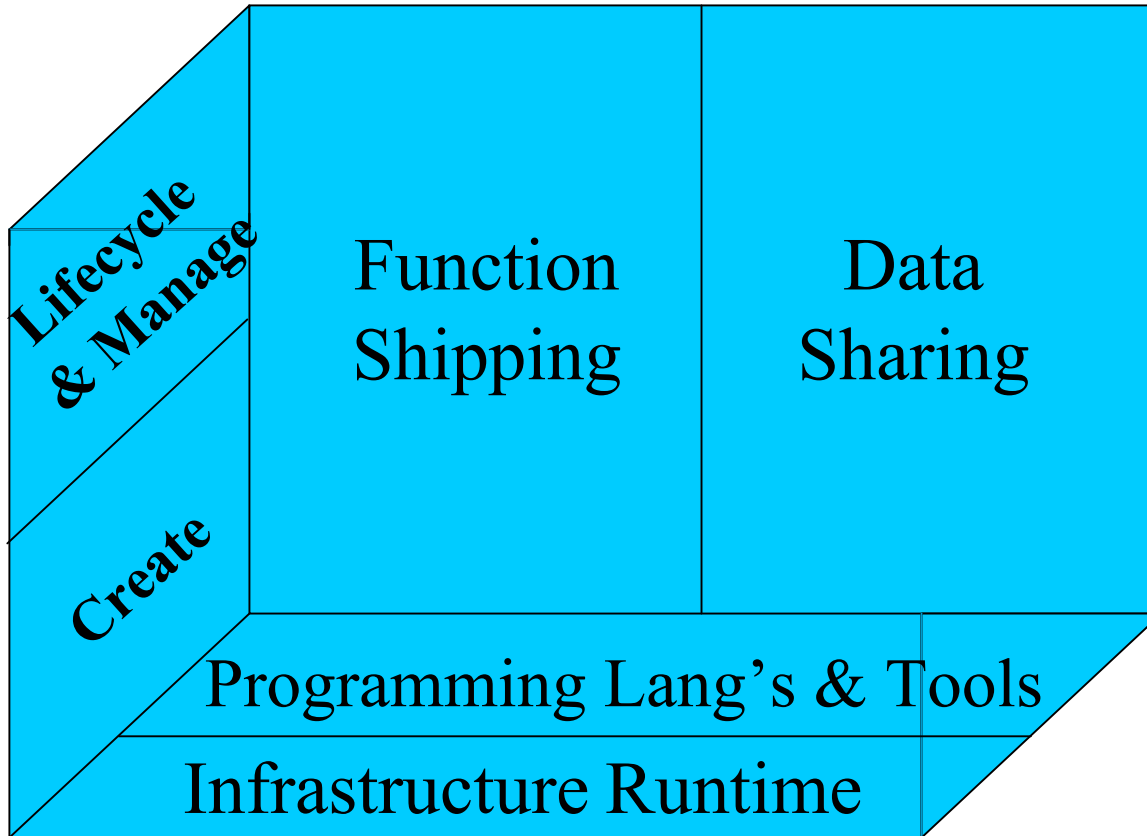 Lifecycle
& Manage
Function
Shipping
Data
Sharing
Create
Programming Lang’s & Tools
Infrastructure Runtime